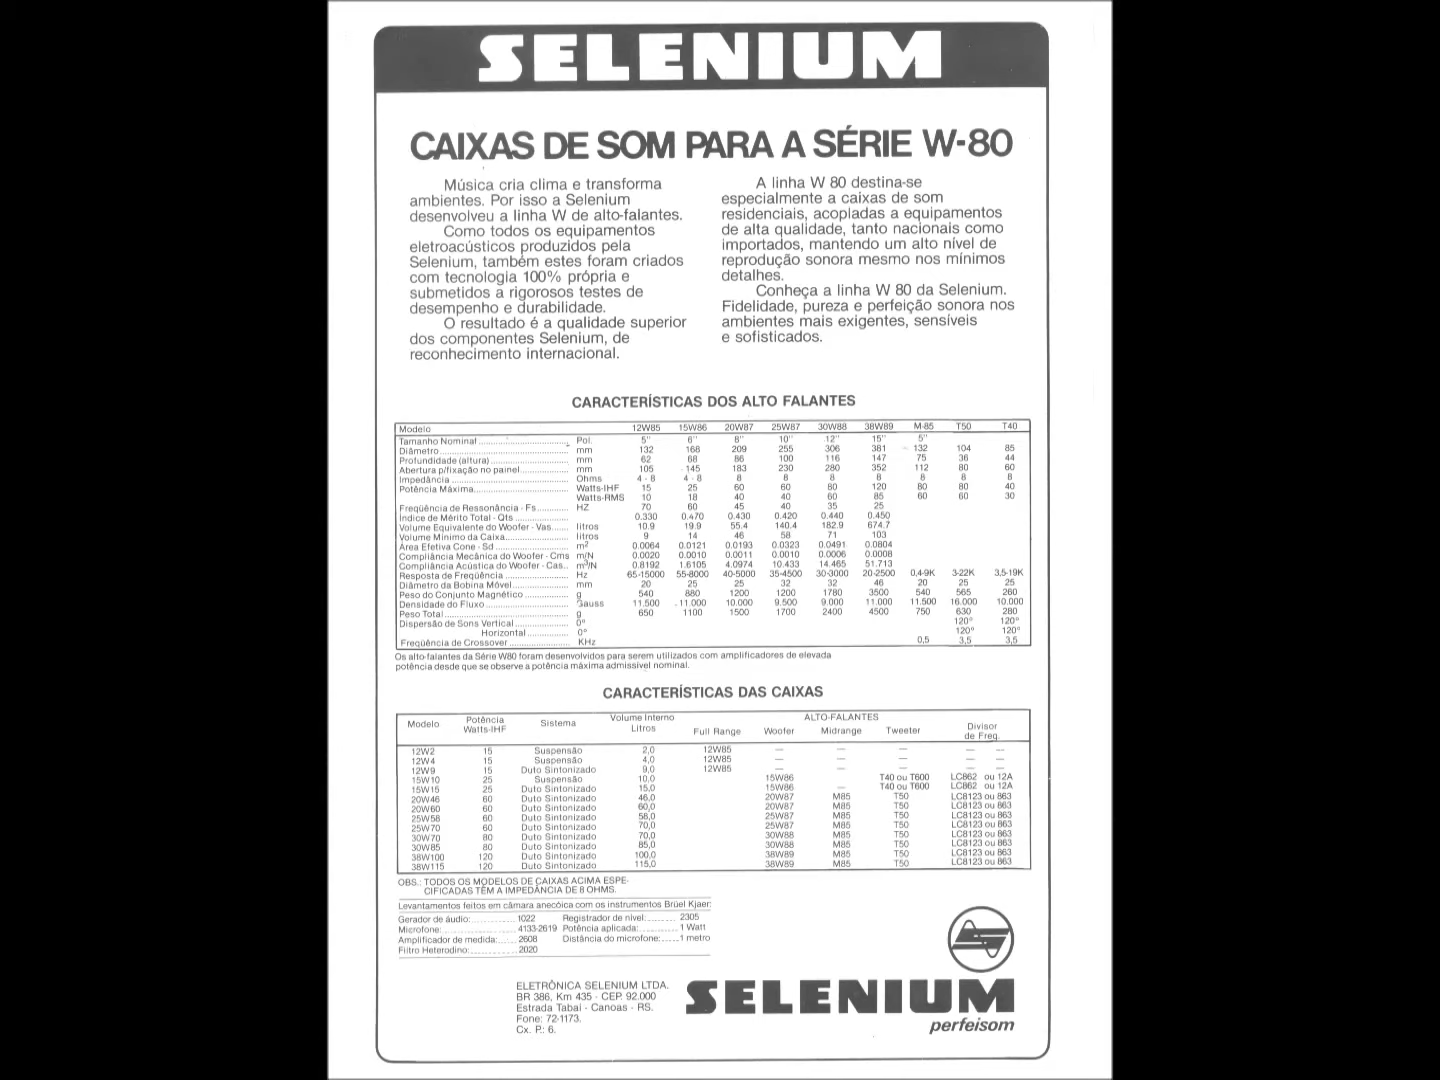 SELENIUM
CAIXAS DE SOM PARA A SÉRIE W-80
Música cria clima e transforma
ambientes. Por isso a Selenium
desenvolveu a linha W de alto-falantes.
Como todos os equipamentos
eletroacústicos produzidos pela
Selenium, também estes foram criados
com tecnologia 100% própria e
submetidos a rigorosos testes de
desempenho e durabilidade.
O resultado é a qualidade superior
dos componentes Selenium, de
reconhecimento internacional.
A linha W 80 destina-se
especialmente a caixas de som
residenciais, acopladas a equipamentos
de alta qualidade, tanto nacionais como
importados, mantendo um alto nível de
reprodução sonora mesmo nos mínimos
detalhes.
Conheça a linha W 80 da Selenium.
Fidelidade, pureza e perfeição sonora nos
ambientes mais exigentes, sensíveis
e sofisticados.
CARACTERÍSTICAS DOS ALTO FALANTES
Modelo 12W85 15W86 20W87 25W87 30W88 38W89 M-85 T50 T40
Tamanho Nominal Pol. 5" 6" 8" 10" 12" 15" 5"
Diâmetro mm 132 168 209 255 306 381 132 104 85
Profundidade (altura) mm 62 68 86 100 116 147 75 36 44
Abertura p/fixação no painel mm 105 145 183 230 280 352 112 80 60
Impedância Ohms 4 - 8 4 - 8 8 8 8 8 8 8 8
Potência Máxima Watts-IHF 15 25 60 60 80 120 80 80 40
Watts-RMS 10 18 40 40 60 85 60 60 30
Freqüência de Ressonância - Fs HZ 70 60 45 40 35 25
Índice de Mérito Total - Qts 0.330 0.470 0.430 0.420 0.440 0.450
Volume Equivalente do Woofer - Vas litros 10.9 19.9 55.4 140.4 182.9 674.7
Volume Mínimo da Caixa litros 9 14 46 58 71 103
Área Efetiva Cone - Sd m² 0.0064 0.0121 0.0193 0.0323 0.0491 0.0804
Compliância Mecânica do Woofer - Cms m/N 0.0020 0.0010 0.0011 0.0010 0.0006 0.0008
Compliância Acústica do Woofer - Cas m³/N 0.8192 1.6105 4.0974 10.433 14.465 51.713
Resposta de Freqüência Hz 65-15000 55-8000 40-5000 35-4500 30-3000 20-2500 0,4-9K 3-22K 3,5-19K
Diâmetro da Bobina Móvel mm 20 25 25 32 32 46 20 25 25
Peso do Conjunto Magnético g 540 880 1200 1200 1780 3500 540 565 260
Densidade do Fluxo Gauss 11.500 11.000 10.000 9.500 9.000 11.000 11.500 16.000 10.000
Peso Total g 650 1100 1500 1700 2400 4500 750 630 280
Dispersão de Sons Vertical 0° 120° 120°
Horizontal 0° 120° 120°
Freqüência de Crossover KHz 0,5 3,5 3,5
Os alto-falantes da Série W80 foram desenvolvidos para serem utilizados com amplificadores de elevada
potência desde que se observe a potência máxima admissível nominal.
CARACTERÍSTICAS DAS CAIXAS
Modelo Potência Watts-IHF Sistema Volume Interno Litros ALTO-FALANTES Divisor de Freq.
Full Range Woofer Midrange Tweeter
12W2 15 Suspensão 2,0 12W85 — — — — —
12W4 15 Suspensão 4,0 12W85 — — — — —
12W9 15 Duto Sintonizado 9,0 12W85 — — — — —
15W10 25 Suspensão 10,0 15W86 T40 ou T600 LC862 ou 12A
15W15 25 Duto Sintonizado 15,0 15W86 — T40 ou T600 LC862 ou 12A
20W46 60 Duto Sintonizado 46,0 20W87 M85 T50 LC8123 ou 863
20W60 60 Duto Sintonizado 60,0 20W87 M85 T50 LC8123 ou 863
25W58 60 Duto Sintonizado 58,0 25W87 M85 T50 LC8123 ou 863
25W70 60 Duto Sintonizado 70,0 25W87 M85 T50 LC8123 ou 863
30W70 80 Duto Sintonizado 70,0 30W88 M85 T50 LC8123 ou 863
30W85 80 Duto Sintonizado 85,0 30W88 M85 T50 LC8123 ou 863
38W100 120 Duto Sintonizado 100,0 38W89 M85 T50 LC8123 ou 863
38W115 120 Duto Sintonizado 115,0 38W89 M85 T50 LC8123 ou 863
OBS.: TODOS OS MODELOS DE CAIXAS ACIMA ESPE-
CIFICADAS TÊM A IMPEDÂNCIA DE 8 OHMS.
Levantamentos feitos em câmara anecóica com os instrumentos Brüel Kjaer:
Gerador de áudio: 1022 Registrador de nível: 2305
Microfone: 4133-2619 Potência aplicada: 1 Watt
Amplificador de medida: 2608 Distância do microfone: 1 metro
Filtro Heterodino: 2020
ELETRÔNICA SELENIUM LTDA.
BR 386, Km 435 - CEP. 92.000
Estrada Tabaí - Canoas - RS.
Fone: 72-1173.
Cx. P.: 6.
SELENIUM
perfeisom